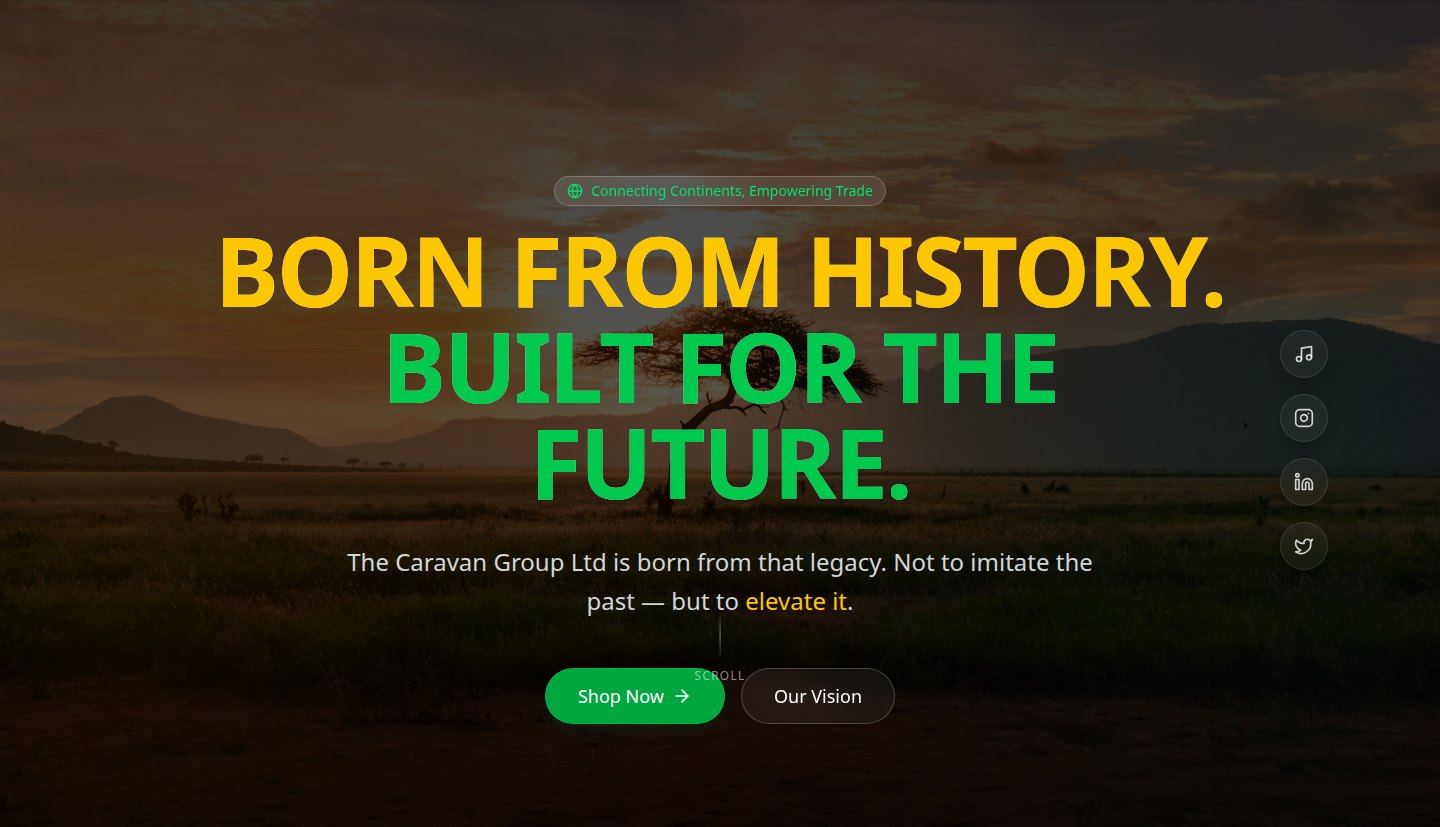 Connecting Continents, Empowering Trade
BORN FROM HISTORY.
BUILT FOR THE
FUTURE.
The Caravan Group Ltd is born from that legacy. Not to imitate the
past — but to elevate it.
SCROLL
Shop Now
Our Vision